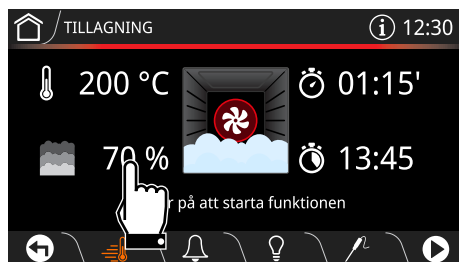 TILLAGNING
i 12:30
200 °C
01:15'
70 %
13:45
på att starta funktionen